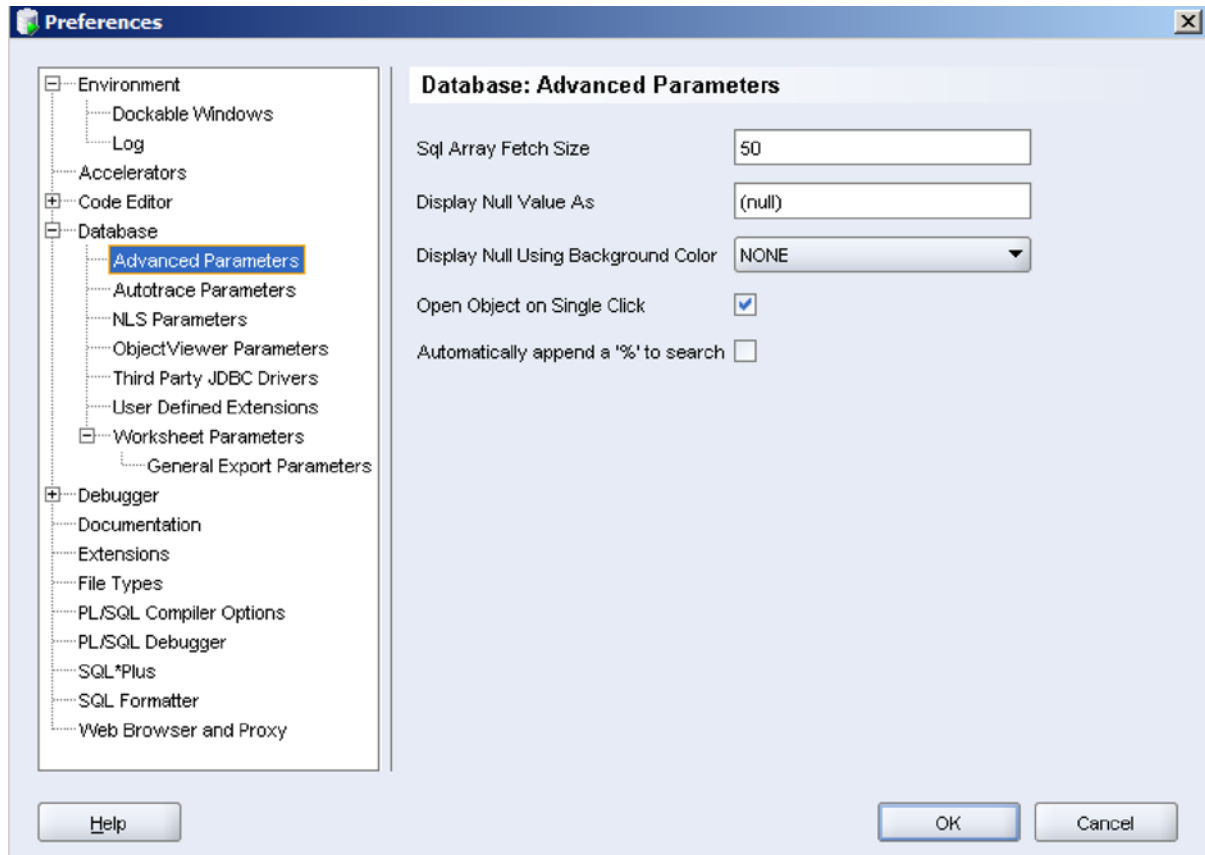 Preferences
Environment
Dockable Windows
Log
Accelerators
Code Editor
Database
Advanced Parameters
Autotrace Parameters
NLS Parameters
ObjectViewer Parameters
Third Party JDBC Drivers
User Defined Extensions
Worksheet Parameters
General Export Parameters
Debugger
Documentation
Extensions
File Types
PL/SQL Compiler Options
PL/SQL Debugger
SQL*Plus
SQL Formatter
Web Browser and Proxy
Database: Advanced Parameters
Sql Array Fetch Size 50
Display Null Value As (null)
Display Null Using Background Color NONE
Open Object on Single Click
Automatically append a '%' to search
Help OK Cancel